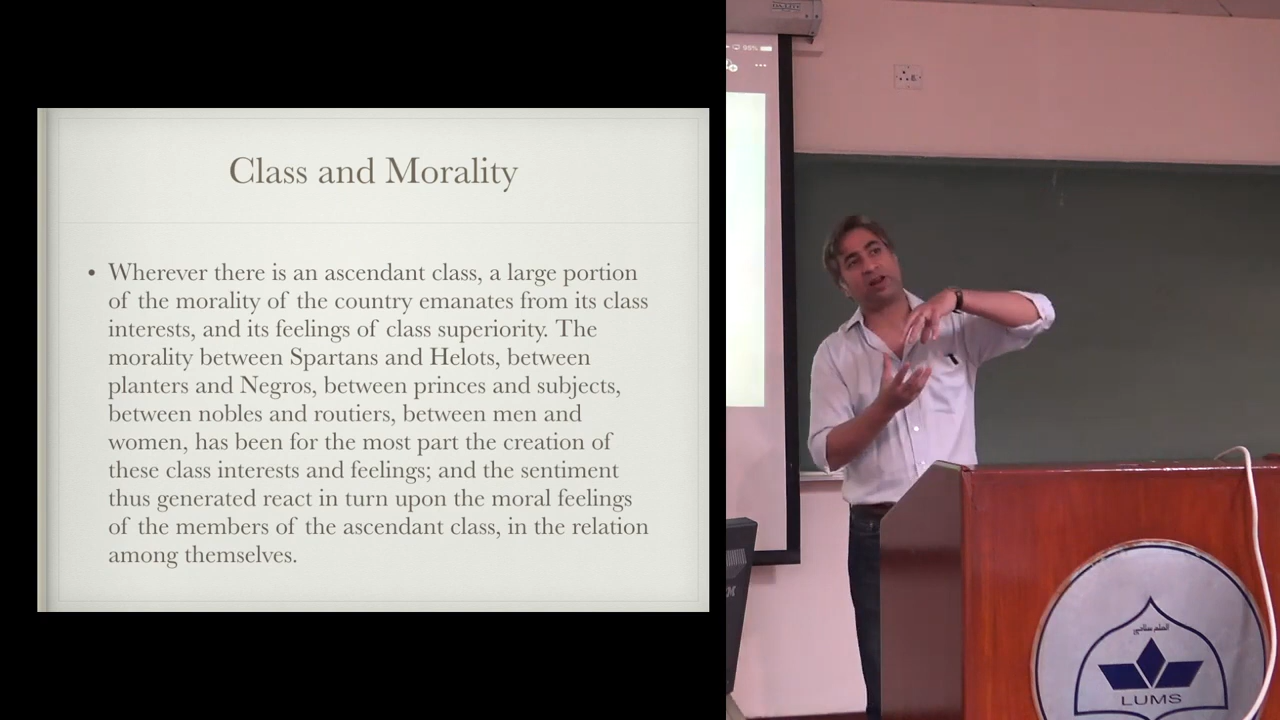 Class and Morality
• Wherever there is an ascendant class, a large portion
of the morality of the country emanates from its class
interests, and its feelings of class superiority. The
morality between Spartans and Helots, between
planters and Negros, between princes and subjects,
between nobles and routiers, between men and
women, has been for the most part the creation of
these class interests and feelings; and the sentiment
thus generated react in turn upon the moral feelings
of the members of the ascendant class, in the relation
among themselves.
LUMS